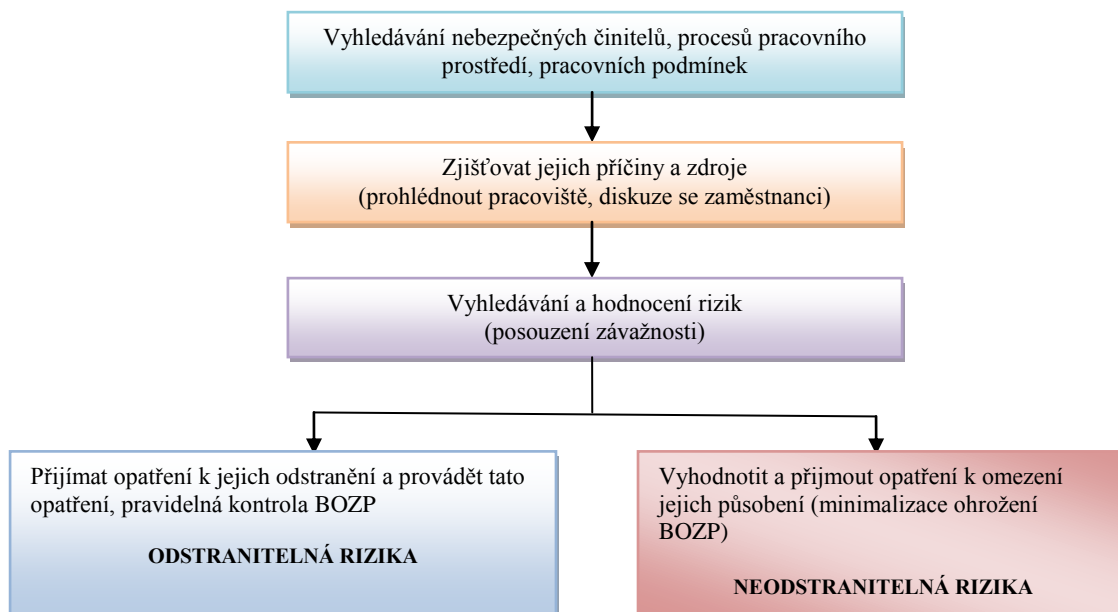 Vyhledávání nebezpečných činitelů, procesů pracovního
prostředí, pracovních podmínek
Zjišťovat jejich příčiny a zdroje
(prohlédnout pracoviště, diskuze se zaměstnanci)
Vyhledávání a hodnocení rizik
(posouzení závažnosti)
Přijímat opatření k jejich odstranění a provádět tato
opatření, pravidelná kontrola BOZP
ODSTRANITELNÁ RIZIKA
Vyhodnotit a přijmout opatření k omezení
jejich působení (minimalizace ohrožení
BOZP)
NEODSTRANITELNÁ RIZIKA